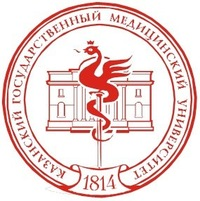 КАЗАНСКИЙ ГОСУДАРСТВЕННЫЙ МЕДИЦИНСКИЙ УНИВЕРСИТЕТ
1814